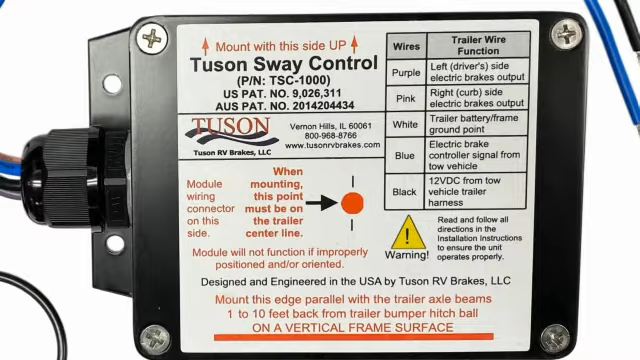 Mount with this side UP
Tuson Sway Control
(P/N: TSC-1000)
US PAT. NO. 9,026,311
AUS PAT. NO. 2014204434
TUSON
Tuson RV Brakes, LLC
Vernon Hills, IL 60061
800-968-8766
www.tusonrvbrakes.com
Wires Trailer Wire Function
Purple Left (driver's) side
electric brakes output
Pink Right (curb) side
electric brakes output
White Trailer battery/frame
ground point
Blue Electric brake
controller signal from
tow vehicle
Black 12VDC from tow
vehicle trailer
harness
Module
wiring
connector
on this
side.
When
mounting,
this point
must be on
the trailer
center line.
Module will not function if improperly
positioned and/or oriented.
!
Warning!
Read and follow all
directions in the
Installation Instructions
to ensure the unit
operates properly.
Designed and Engineered in the USA by Tuson RV Brakes, LLC
Mount this edge parallel with the trailer axle beams
1 to 10 feet back from trailer bumper hitch ball
ON A VERTICAL FRAME SURFACE